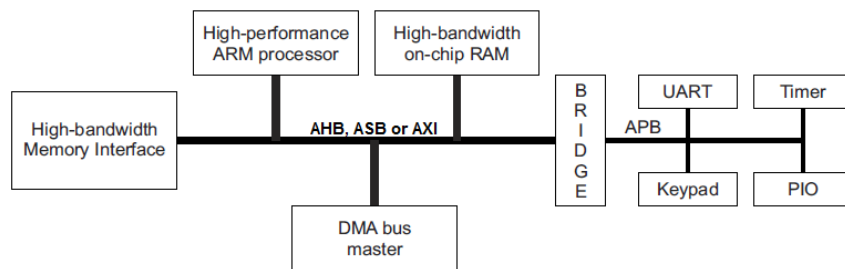 High-performance
ARM processor
High-bandwidth
on-chip RAM
High-bandwidth
Memory Interface
AHB, ASB or AXI
DMA bus
master
B
R
I
D
G
E
APB
UART
Timer
Keypad
PIO